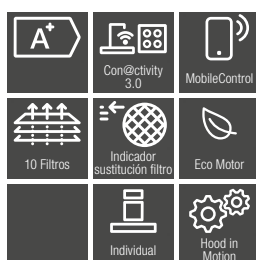 A+
Con@ctivity
3.0
MobileControl
10 Filtros
Indicador
sustitución filtro
Eco Motor
Individual
Hood in
Motion